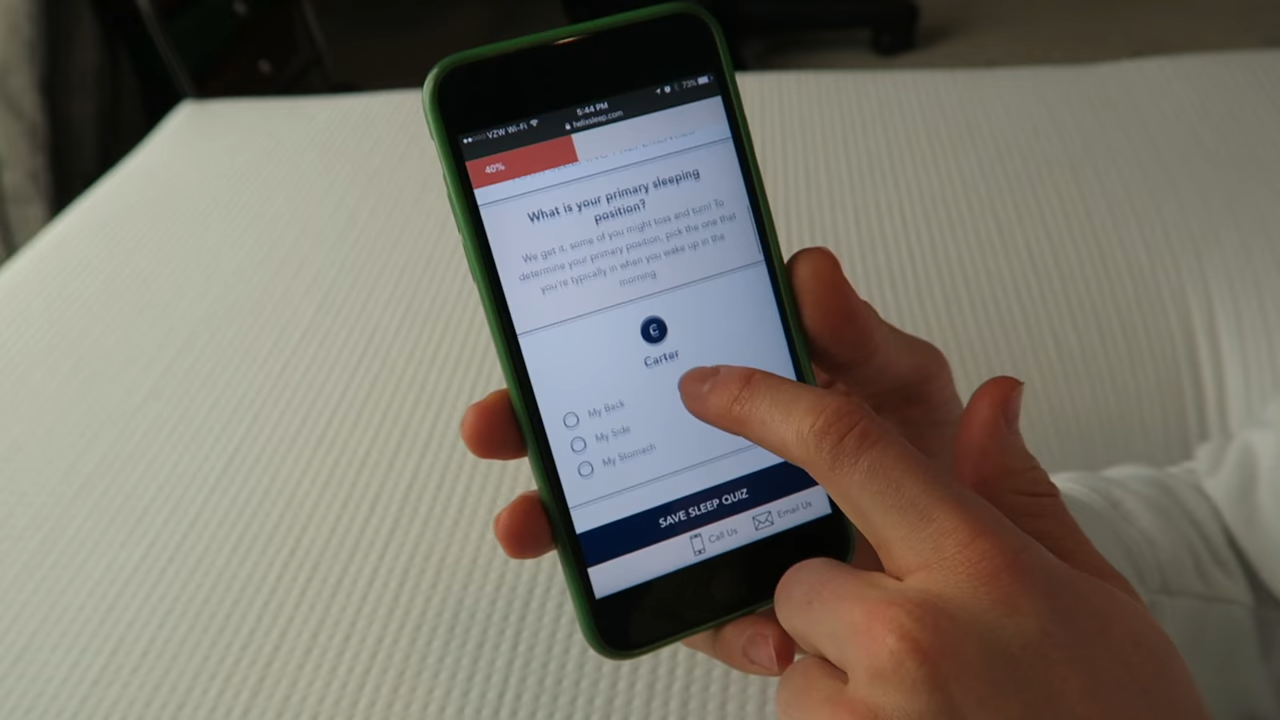 VZW Wi-Fi
5:44 PM
73%
helixsleep.com
40%
What is your primary sleeping
position?
We get it, some of you might toss and turn! To
determine your primary position, pick the one that
you're typically in when you wake up in the
morning
C
Carter
My Back
My Side
My Stomach
SAVE SLEEP QUIZ
Call Us
Email Us